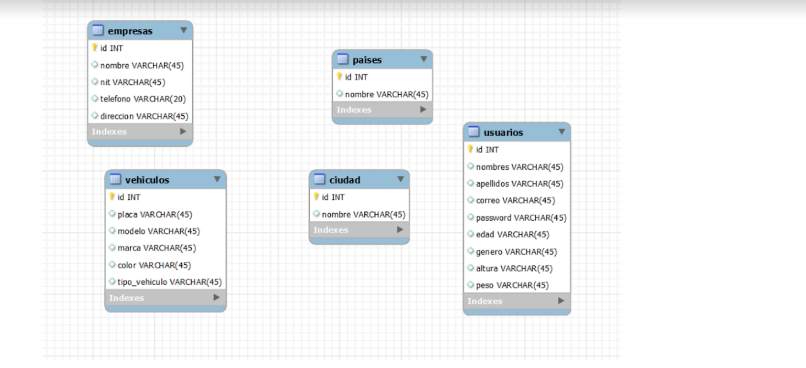 empresas
id INT
nombre VARCHAR(45)
nit VARCHAR(45)
telefono VARCHAR(20)
direccion VARCHAR(45)
Indexes
paises
id INT
nombre VARCHAR(45)
Indexes
usuarios
id INT
nombres VARCHAR(45)
apellidos VARCHAR(45)
correo VARCHAR(45)
password VARCHAR(45)
edad VARCHAR(45)
genero VARCHAR(45)
altura VARCHAR(45)
peso VARCHAR(45)
Indexes
vehiculos
id INT
placa VARCHAR(45)
modelo VARCHAR(45)
marca VARCHAR(45)
color VARCHAR(45)
tipo_vehiculo VARCHAR(45)
Indexes
ciudad
id INT
nombre VARCHAR(45)
Indexes